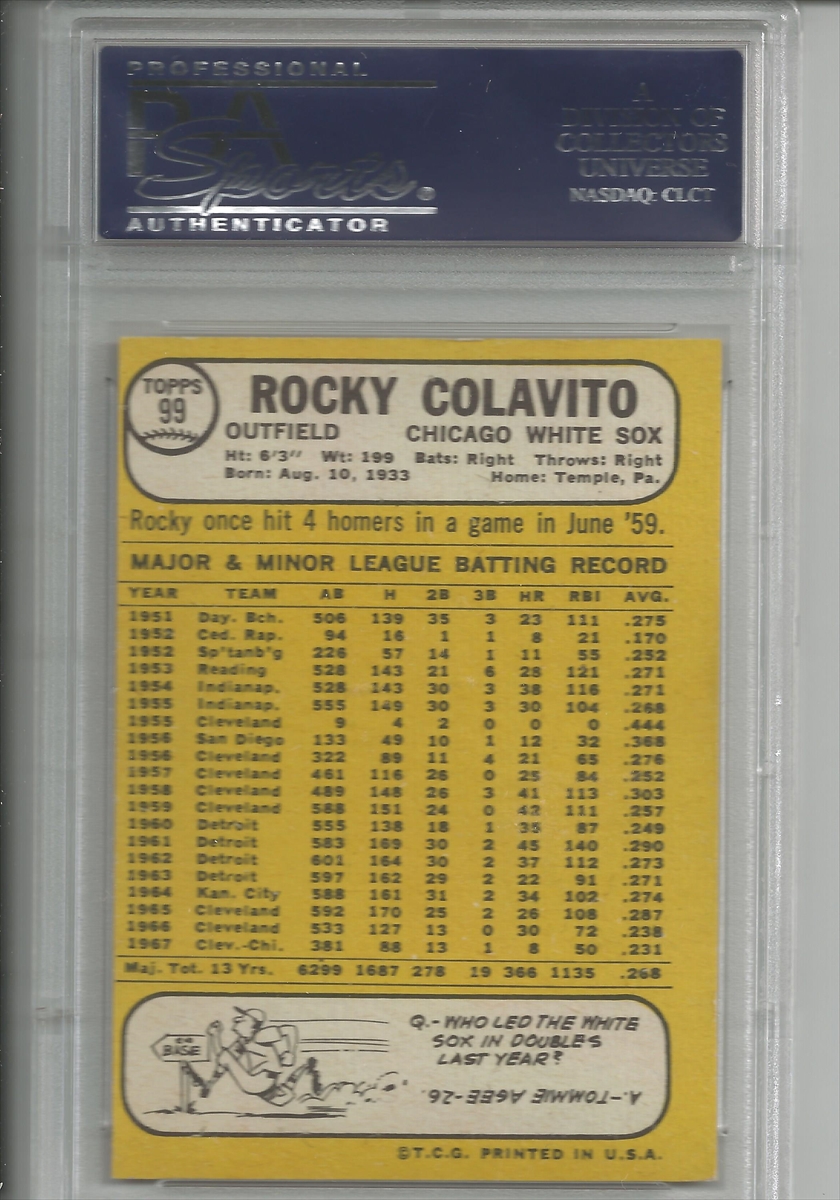 PROFESSIONAL
PSA
Sports®
AUTHENTICATOR
A
DIVISION OF
COLLECTORS
UNIVERSE
NASDAQ: CLCT
TOPPS
99
ROCKY COLAVITO
OUTFIELD CHICAGO WHITE SOX
Ht: 6'3" Wt: 199 Bats: Right Throws: Right
Born: Aug. 10, 1933 Home: Temple, Pa.
Rocky once hit 4 homers in a game in June '59.
MAJOR & MINOR LEAGUE BATTING RECORD
YEAR TEAM AB H 2B 3B HR RBI AVG.
1951 Day. Bch. 506 139 35 3 23 111 .275
1952 Ced. Rap. 94 16 1 1 8 21 .170
1952 Sp'tanb'g 226 57 14 1 11 55 .252
1953 Reading 528 143 21 6 28 121 .271
1954 Indianap. 528 143 30 3 38 116 .271
1955 Indianap. 555 149 30 3 30 104 .268
1955 Cleveland 9 4 2 0 0 0 .444
1956 San Diego 133 49 10 1 12 32 .368
1956 Cleveland 322 89 11 4 21 65 .276
1957 Cleveland 461 116 26 0 25 84 .252
1958 Cleveland 489 148 26 3 41 113 .303
1959 Cleveland 588 151 24 0 42 111 .257
1960 Detroit 555 138 18 1 35 87 .249
1961 Detroit 583 169 30 2 45 140 .290
1962 Detroit 601 164 30 2 37 112 .273
1963 Detroit 597 162 29 2 22 91 .271
1964 Kan. City 588 161 31 2 34 102 .274
1965 Cleveland 592 170 25 2 26 108 .287
1966 Cleveland 533 127 13 0 30 72 .238
1967 Clev.-Chi. 381 88 13 1 8 50 .231
Maj. Tot. 13 Yrs. 6299 1687 278 19 366 1135 .268
BASE
Q.-WHO LED THE WHITE
SOX IN DOUBLES
LAST YEAR?
A.-TOMMIE AGEE-26.
©T.C.G. PRINTED IN U.S.A.